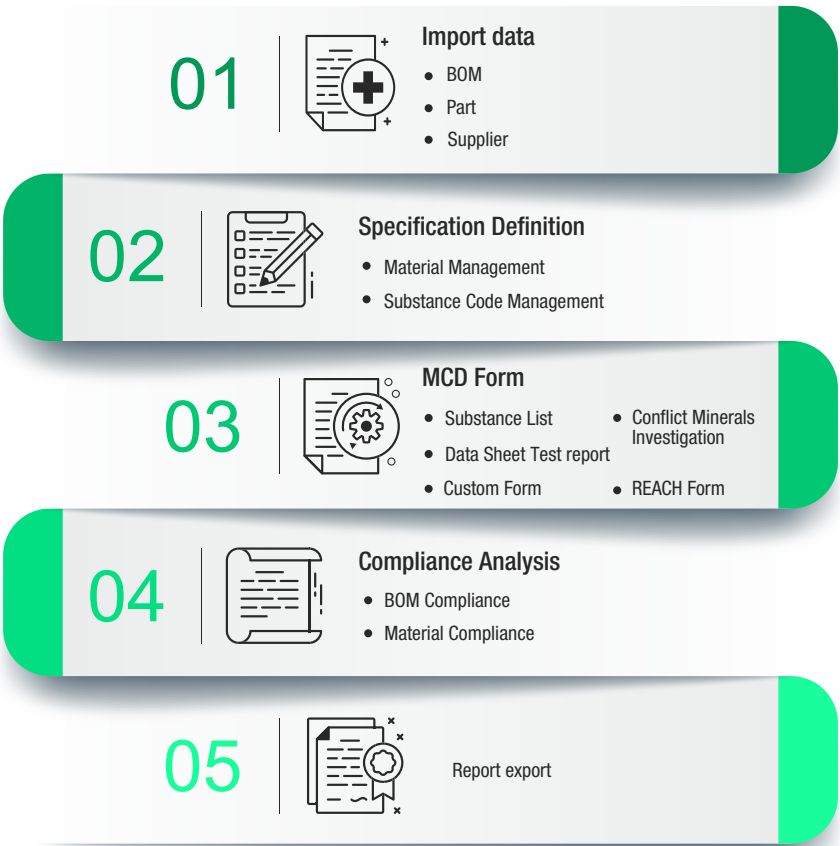 01
Import data
BOM
Part
Supplier
02
Specification Definition
Material Management
Substance Code Management
03
MCD Form
Substance List
Data Sheet Test report
Custom Form
Conflict Minerals
Investigation
REACH Form
04
Compliance Analysis
BOM Compliance
Material Compliance
05
Report export